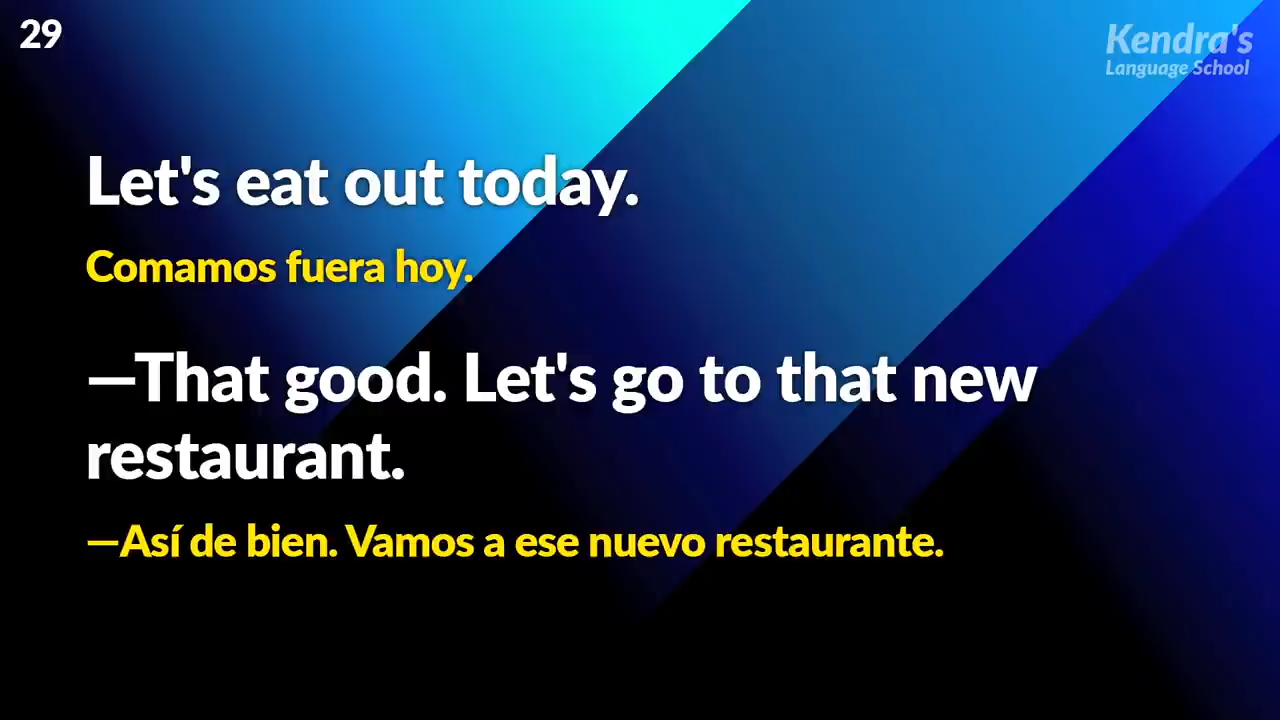 29
Kendra's
Language School
Let's eat out today.
Comamos fuera hoy.
—That good. Let's go to that new
restaurant.
—Así de bien. Vamos a ese nuevo restaurante.